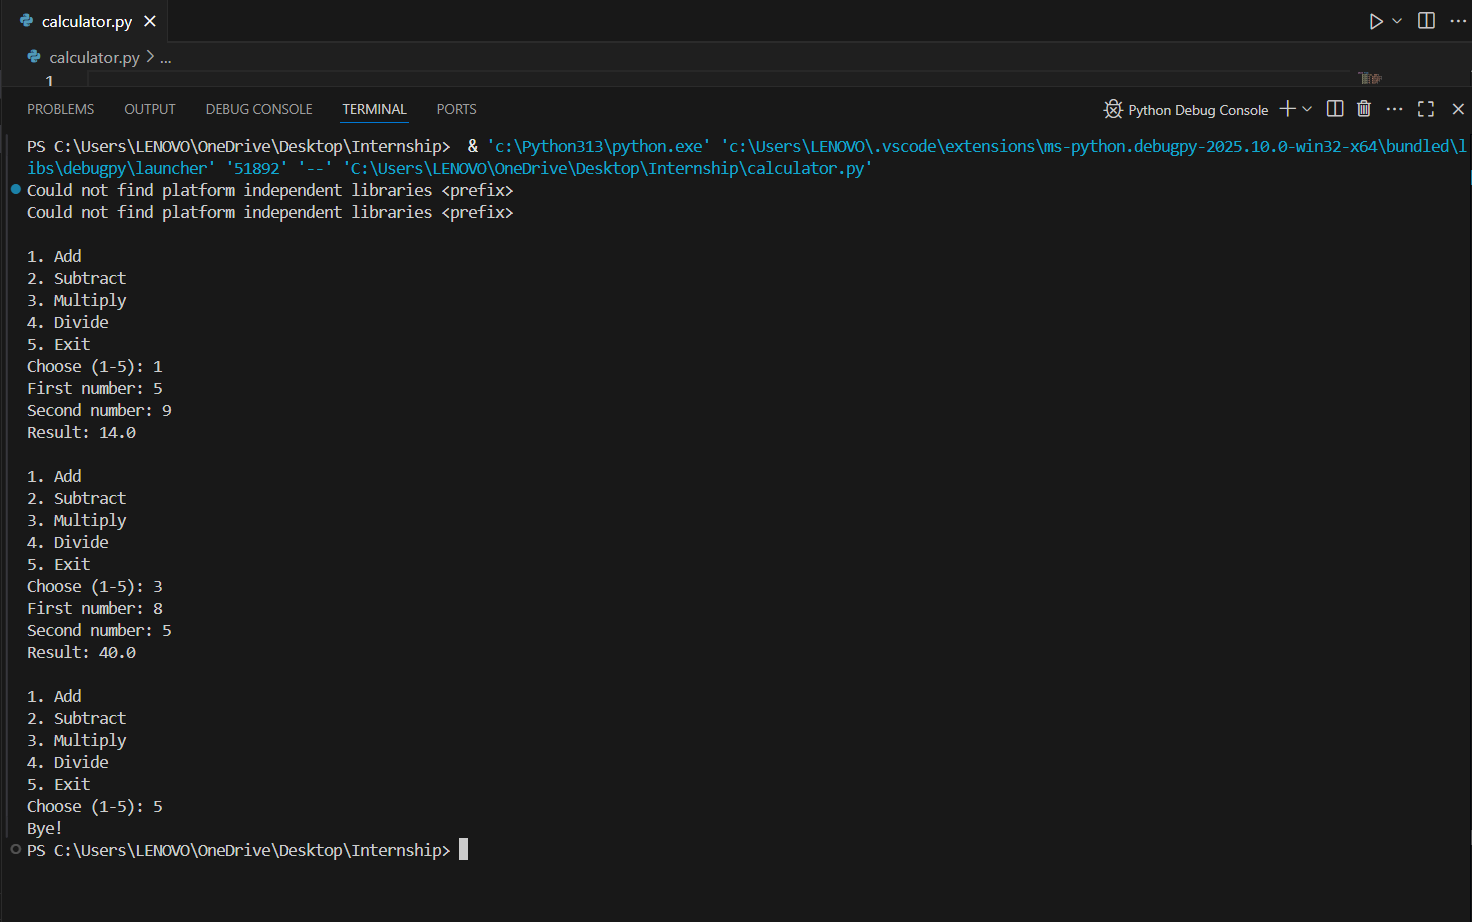 calculator.py
calculator.py > ...
1
PROBLEMS OUTPUT DEBUG CONSOLE TERMINAL PORTS Python Debug Console
PS C:\Users\LENOVO\OneDrive\Desktop\Internship>  & 'c:\Python313\python.exe' 'c:\Users\LENOVO\.vscode\extensions\ms-python.debugpy-2025.10.0-win32-x64\bundled\l
ibs\debugpy\launcher' '51892' '--' 'C:\Users\LENOVO\OneDrive\Desktop\Internship\calculator.py'
Could not find platform independent libraries <prefix>
Could not find platform independent libraries <prefix>
1. Add
2. Subtract
3. Multiply
4. Divide
5. Exit
Choose (1-5): 1
First number: 5
Second number: 9
Result: 14.0
1. Add
2. Subtract
3. Multiply
4. Divide
5. Exit
Choose (1-5): 3
First number: 8
Second number: 5
Result: 40.0
1. Add
2. Subtract
3. Multiply
4. Divide
5. Exit
Choose (1-5): 5
Bye!
PS C:\Users\LENOVO\OneDrive\Desktop\Internship>